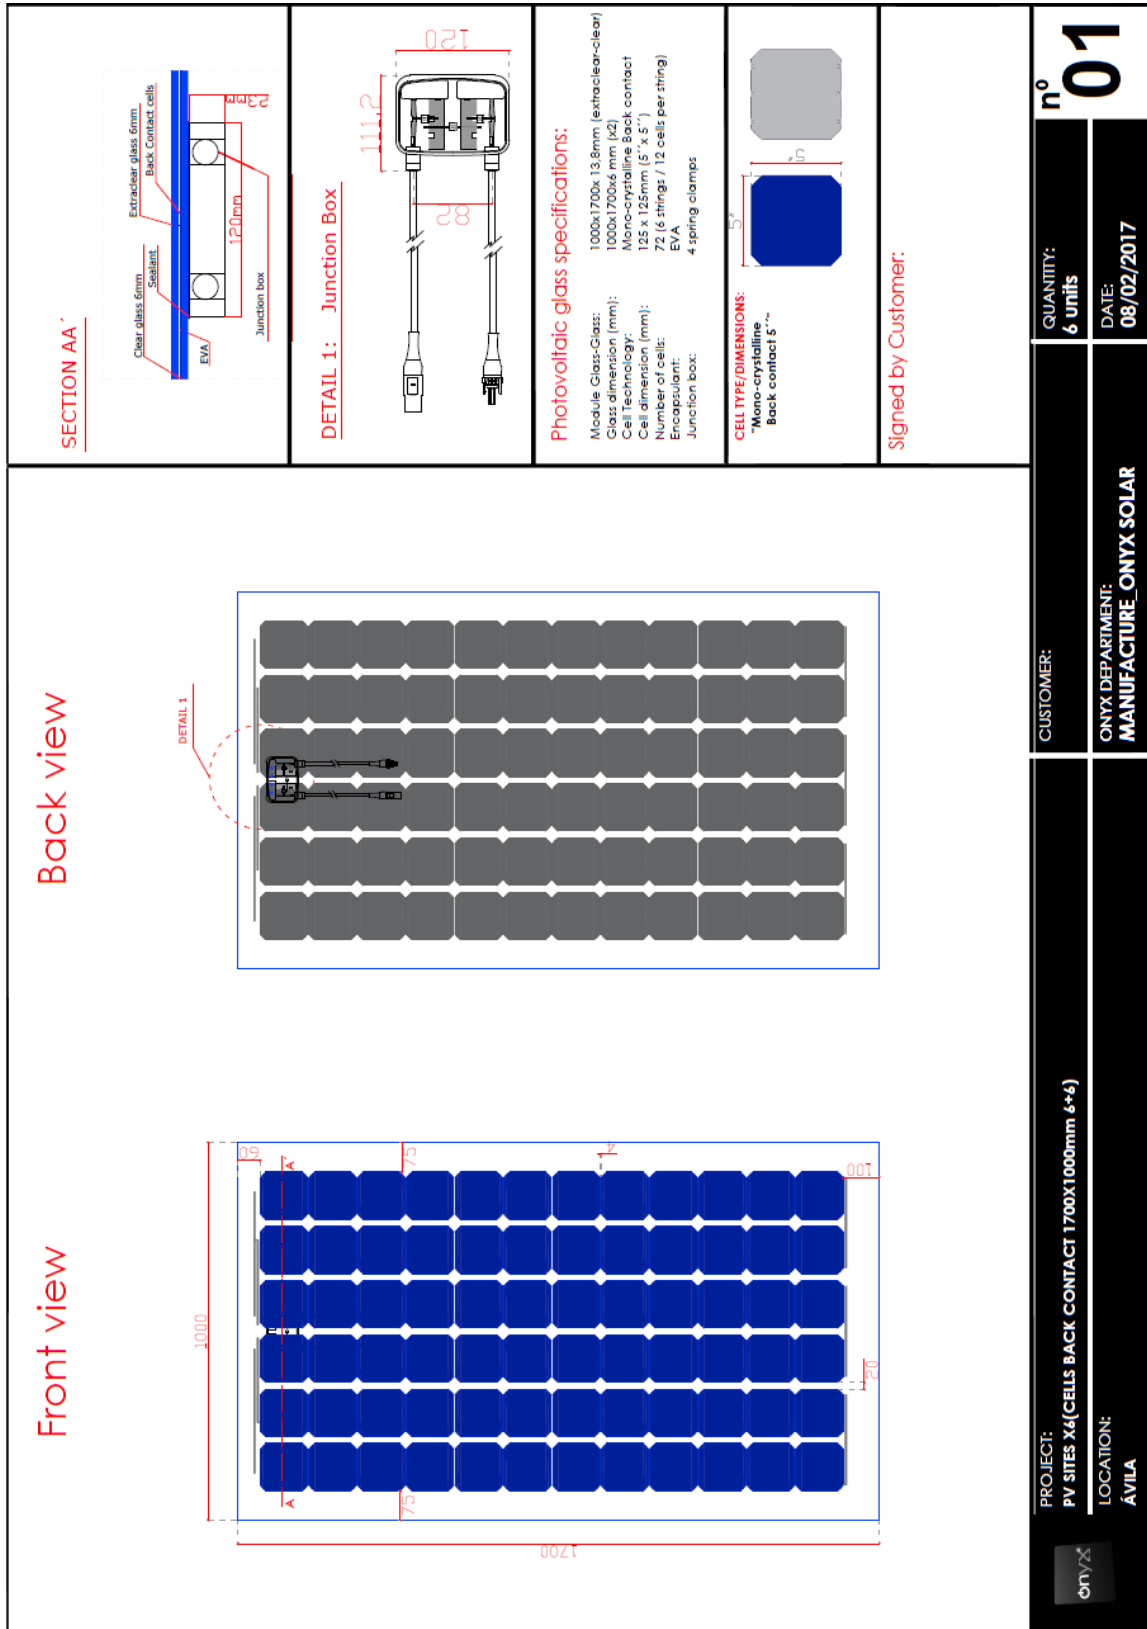 Front view
1000
60
A
A´
75
75
4
20
100
1700
Back view
DETAIL 1
SECTION AA´
Clear glass 6mm
Extraclear glass 6mm
Sealant
Back Contact cells
EVA
120mm
3
23
Junction box
DETAIL 1: Junction Box
111,2
120
82
Photovoltaic glass specifications:
Module Glass-Glass: 1000x1700x 13,8mm (extraclear-clear)
Glass dimension (mm): 1000x1700x6 mm (x2)
Cell Technology: Mono-crystalline Back contact
Cell dimension (mm): 125 x 125mm (5´´x 5´´)
Number of cells: 72 (6 strings / 12 cells per string)
Encapsulant: EVA
Junction box: 4 spring clamps
CELL TYPE/DIMENSIONS:
"Mono-crystalline
Back contact 5´´"
5"
5"
Signed by Customer:
onyx
PROJECT:
PV SITES X6(CELLS BACK CONTACT 1700X1000mm 6+6)
LOCATION:
ÁVILA
CUSTOMER:
ONYX DEPARTMENT:
MANUFACTURE_ONYX SOLAR
QUANTITY:
6 units
DATE:
08/02/2017
nº
01